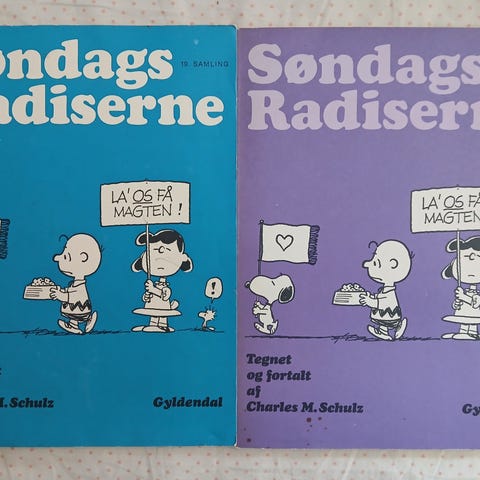 øndags
19. SAMLING
adiserne
LA' OS FÅ
MAGTEN !
!
t
M. Schulz
Gyldendal
Søndags
Radisern
LA' OS FÅ
MAGTEN
Tegnet
og fortalt
af
Charles M. Schulz
Gy